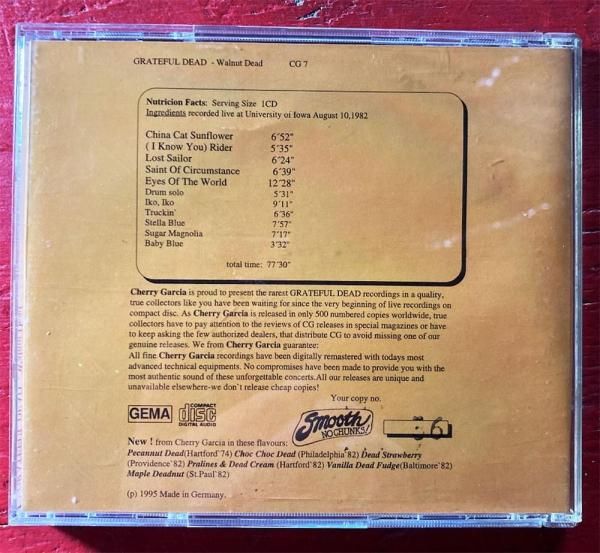 GRATEFUL DEAD - Walnut Dead CG 7
Nutricion Facts: Serving Size 1CD
Ingredients recorded live at University of Iowa August 10,1982
China Cat Sunflower 6´52"
( I Know You) Rider 5´35"
Lost Sailor 6´24"
Saint Of Circumstance 6´39"
Eyes Of The World 12´28"
Drum solo 5´31"
Iko, Iko 9´11"
Truckin` 6´36"
Stella Blue 7´57"
Sugar Magnolia 7´17"
Baby Blue 3´32"
total time: 77´30"
Cherry Garcia is proud to present the rarest GRATEFUL DEAD recordings in a quality,
true collectors like you have been waiting for since the very beginning of live recordings on
compact disc. As Cherry Garcia is released in only 500 numbered copies worldwide, true
collectors have to pay attention to the reviews of CG releases in special magazines or have
to keep asking the few authorized dealers, that distribute CG to avoid missing one of our
genuine releases. We from Cherry Garcia guarantee:
All fine Cherry Garcia recordings have been digitally remastered with todays most
advanced technical equipments. No compromises have been made to provide you with the
most authentic sound of these unforgettable concerts.All our releases are unique and
unavailable elsewhere-we don`t release cheap copies!
Your copy no.
GEMA COMPACT disc DIGITAL AUDIO Smooth NO CHUNKS! 36
New ! from Cherry Garcia in these flavours:
Pecannut Dead(Hartford´74) Choc Choc Dead (Philadelphia´82) Dead Strawberry
(Providence´82) Pralines & Dead Cream (Hartford´82) Vanilla Dead Fudge(Baltimore´82)
Maple Deadnut (St.Paul´82)
(p) 1995 Made in Germany.